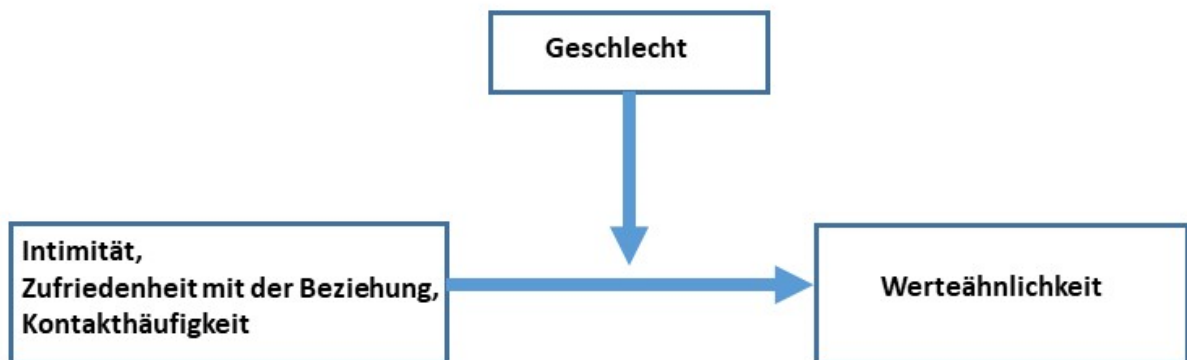 Geschlecht
Intimität,
Zufriedenheit mit der Beziehung,
Kontakthäufigkeit
Werteähnlichkeit